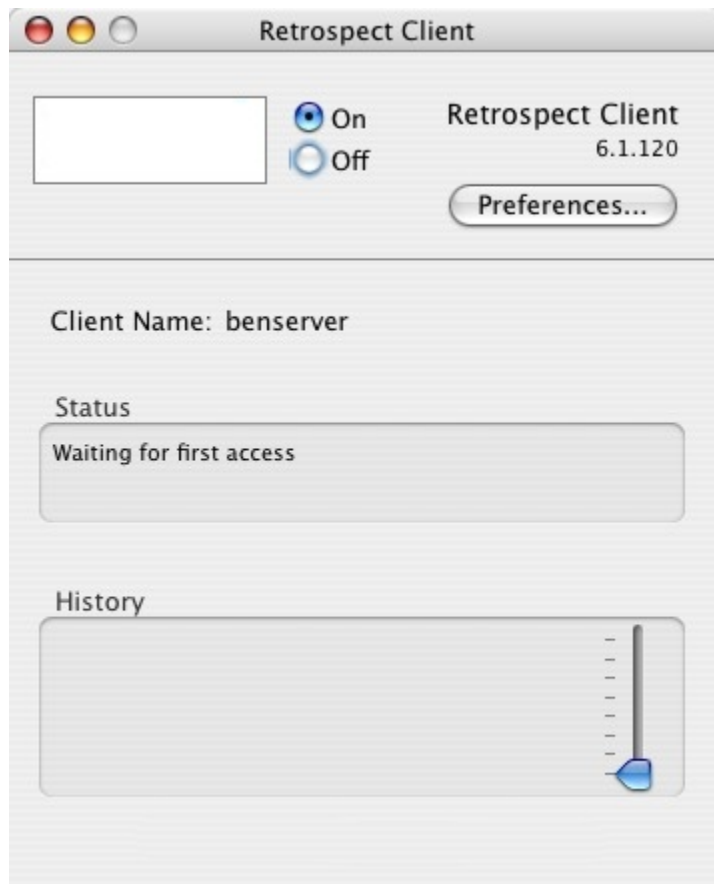 Retrospect Client
On
Off
Retrospect Client
6.1.120
Preferences...
Client Name: benserver
Status
Waiting for first access
History